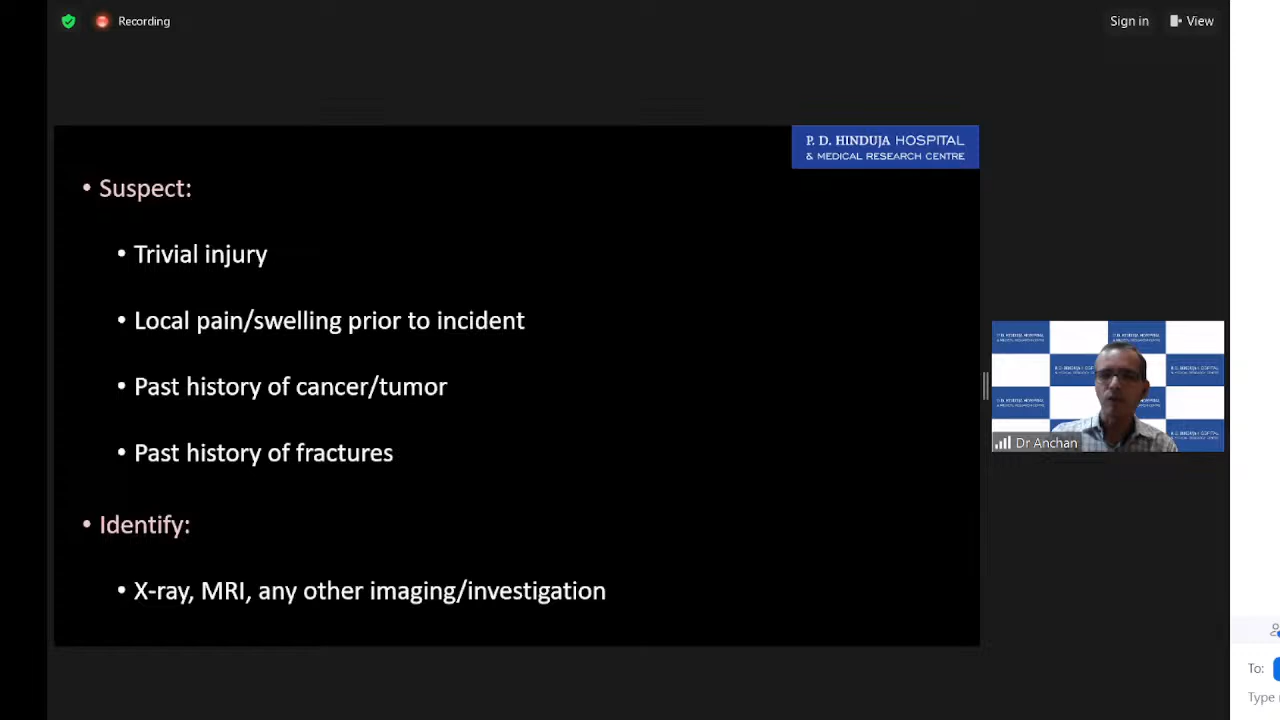 Recording
Sign in
View
P. D. HINDUJA HOSPITAL
& MEDICAL RESEARCH CENTRE
• Suspect:
• Trivial injury
• Local pain/swelling prior to incident
• Past history of cancer/tumor
• Past history of fractures
• Identify:
• X-ray, MRI, any other imaging/investigation
Dr Anchan
To:
Type